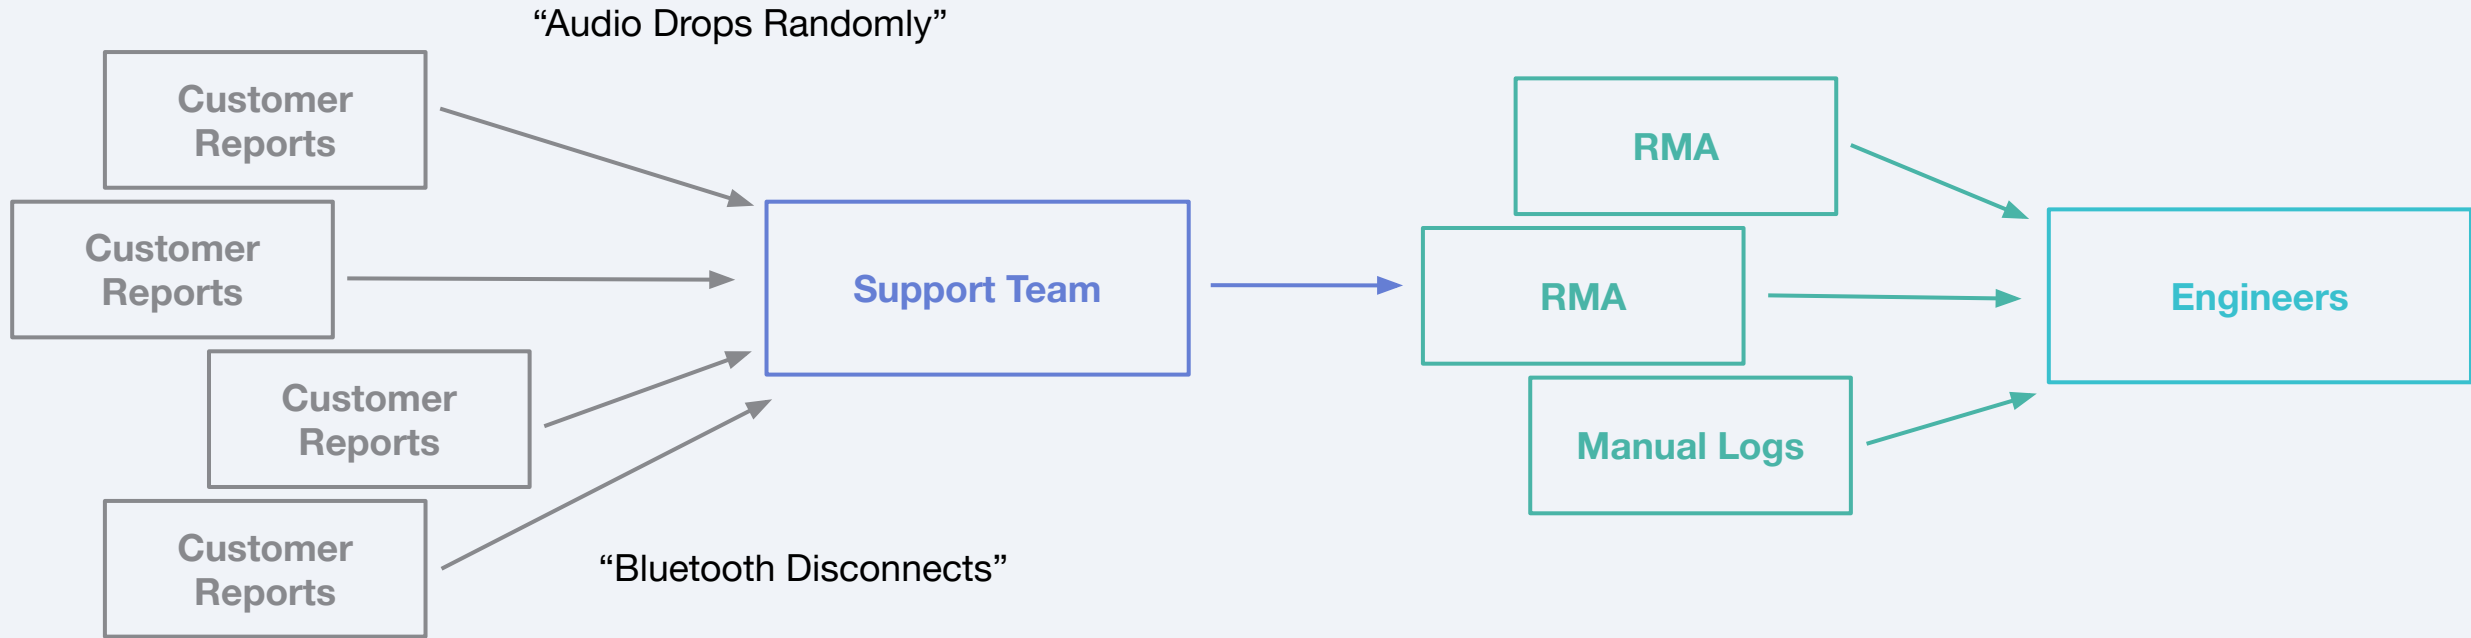 “Audio Drops Randomly”
Customer
Reports
Customer
Reports
Customer
Reports
Customer
Reports
“Bluetooth Disconnects”
Support Team
RMA
RMA
Manual Logs
Engineers